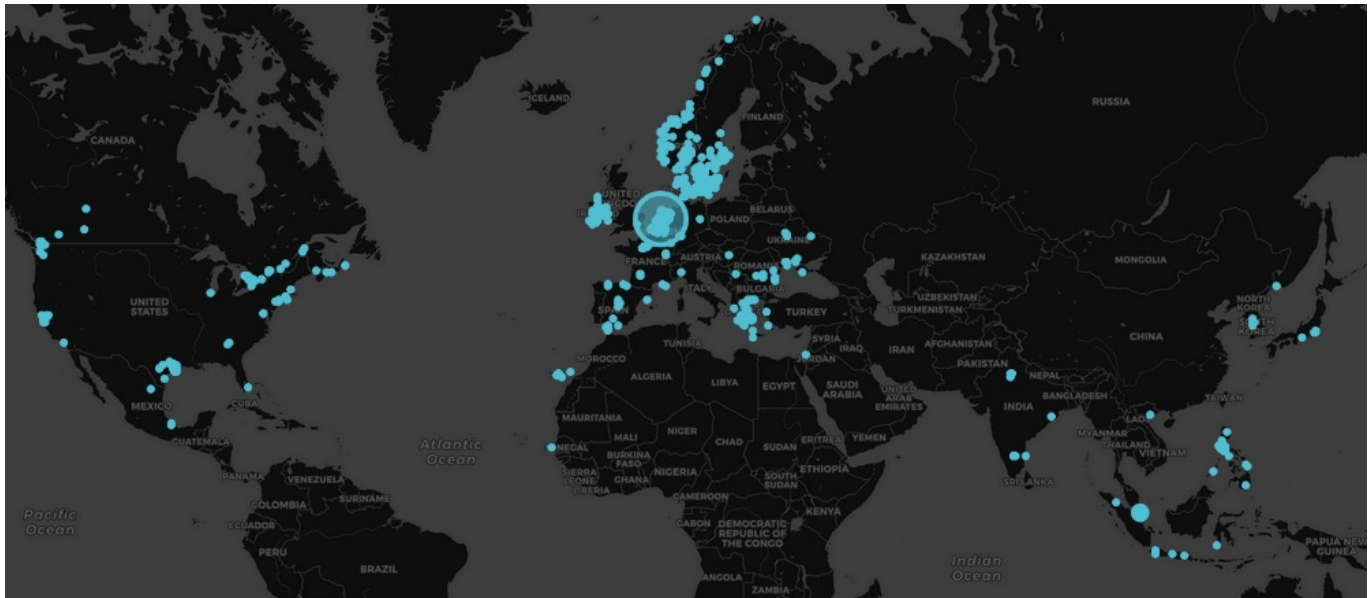 ICELAND
RUSSIA
FINLAND
CANADA
UNITED
BELARUS
POLAND
UKRAINE
FRANCE
AUSTRIA
ROMANIA
KAZAKHSTAN
MONGOLIA
ITALY
BULGARIA
UNITED
STATES
SPAIN
TURKEY
UZBEKISTAN
TURKMENISTAN
NORTH
KOREA
SOUTH
KOREA
CHINA
TUNISIA
SYRIA
IRAQ
IRAN
AFGHANISTAN
MOROCCO
JORDAN
PAKISTAN
NEPAL
ALGERIA
LIBYA
EGYPT
SAUDI
ARABIA
UNITED
ARAB
EMIRATES
BANGLADESH
TAIWAN
MEXICO
CUBA
INDIA
MAURITANIA
MYANMAR
LAOS
THAILAND
VIETNAM
GUATEMALA
Atlantic
Ocean
MALI
NIGER
CHAD
SUDAN
ERITREA
YEMEN
SENEGAL
BURKINA
FASO
SIERRA
LEONE
LIBERIA
GHANA
NIGERIA
SOUTH
SUDAN
ETHIOPIA
SRI LANKA
PANAMA
VENEZUELA
SURINAME
COLOMBIA
CAMEROON
KENYA
Pacific
Ocean
ECUADOR
GABON
DEMOCRATIC
REPUBLIC OF
THE CONGO
PERU
BRAZIL
Indian
Ocean
PAPUA NEW
GUINEA
ANGOLA
ZAMBIA